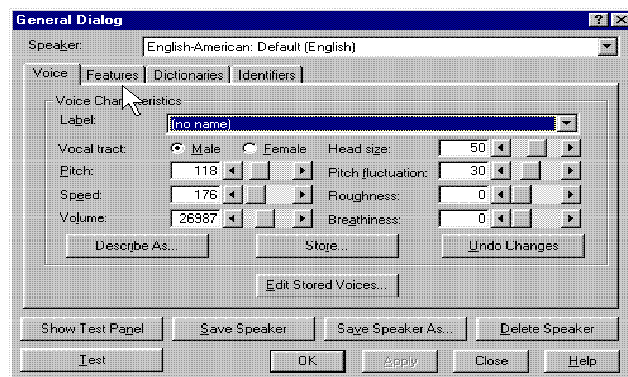 General Dialog
Speaker: English-American: Default (English)
Voice Features Dictionaries Identifiers
Voice Characteristics
Label: (no name)
Vocal tract: Male Female Head size: 50
Pitch: 118 Pitch fluctuation: 30
Speed: 176 Roughness: 0
Volume: 26987 Breathiness: 0
Describe As... Store... Undo Changes
Edit Stored Voices...
Show Test Panel Save Speaker Save Speaker As... Delete Speaker
Test OK Apply Close Help